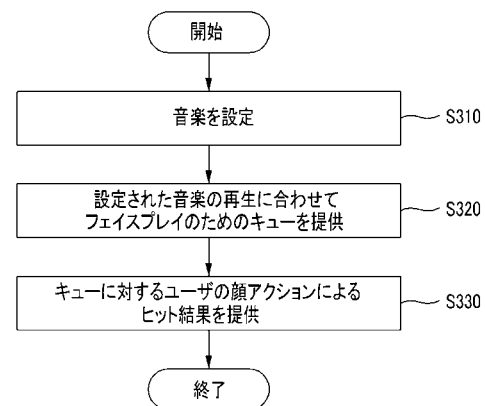 開始
音楽を設定
S310
設定された音楽の再生に合わせて
フェイスプレイのためのキューを提供
S320
キューに対するユーザの顔アクションによる
ヒット結果を提供
S330
終了